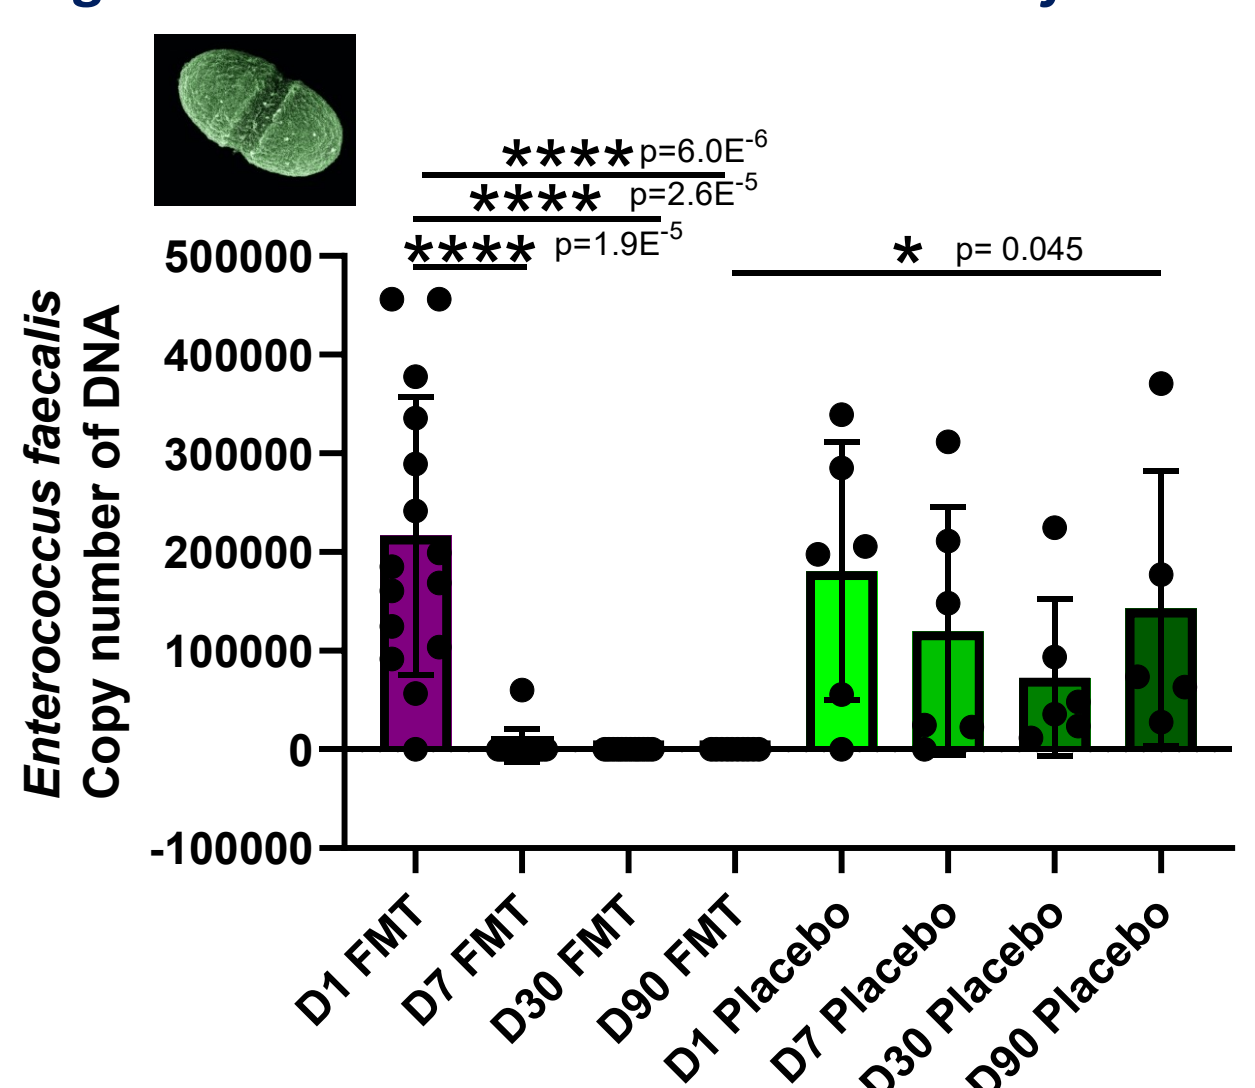 **** p=6.0E-6
**** p=2.6E-5
**** p=1.9E-5
* p= 0.045
Enterococcus faecalis
Copy number of DNA
500000
400000
300000
200000
100000
0
-100000
D1 FMT
D7 FMT
D30 FMT
D90 FMT
D1 Placebo
D7 Placebo
D30 Placebo
D90 Placebo